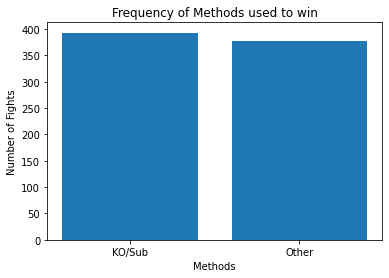 Frequency of Methods used to win
Number of Fights
400
350
300
250
200
150
100
50
0
KO/Sub
Other
Methods